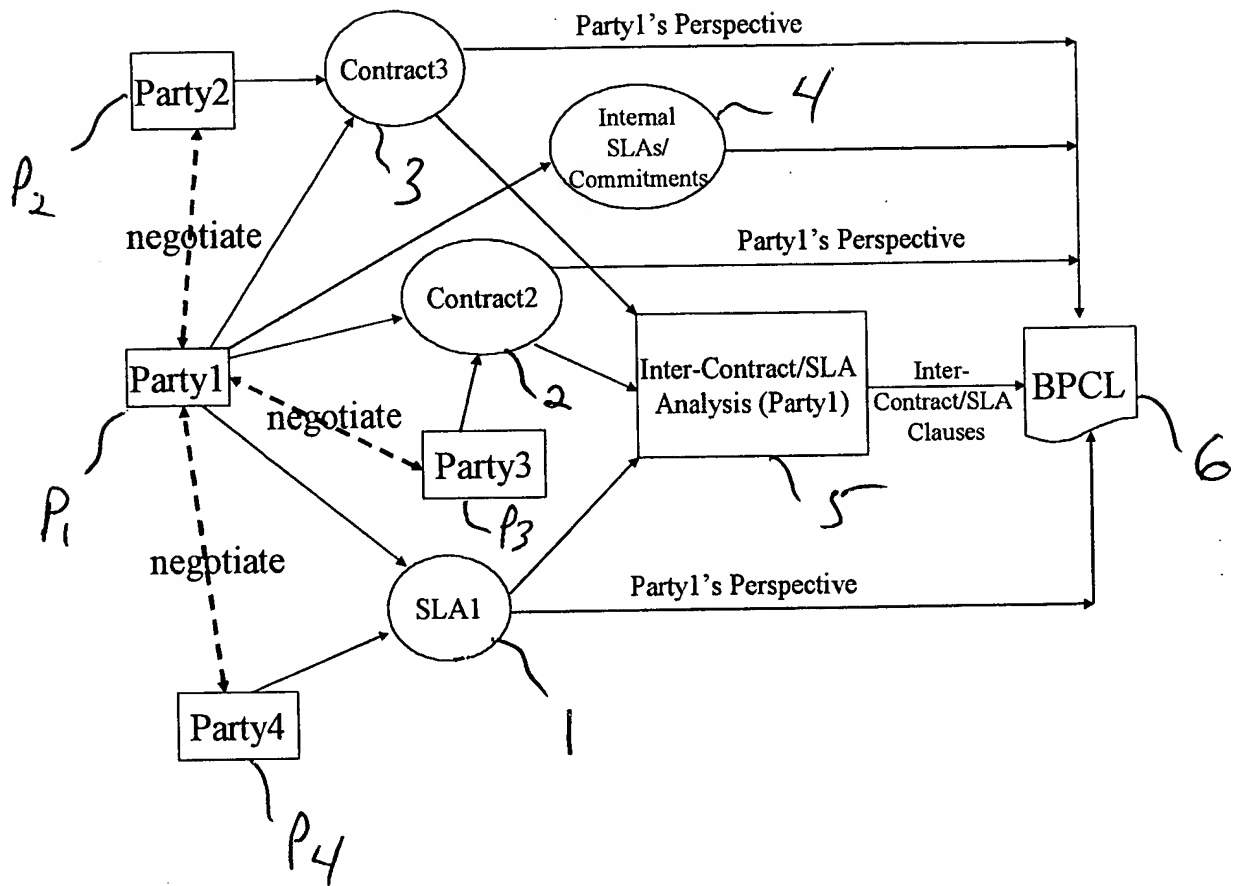 Party1's Perspective
Party2
Contract3
4
Internal
SLAs/
Commitments
P2
3
negotiate
Party1's Perspective
Contract2
Party1
2
Inter-Contract/SLA
Analysis (Party1)
Inter-
Contract/SLA
Clauses
BPCL
negotiate
Party3
6
P1
P3
5
negotiate
Party1's Perspective
SLA1
Party4
1
P4